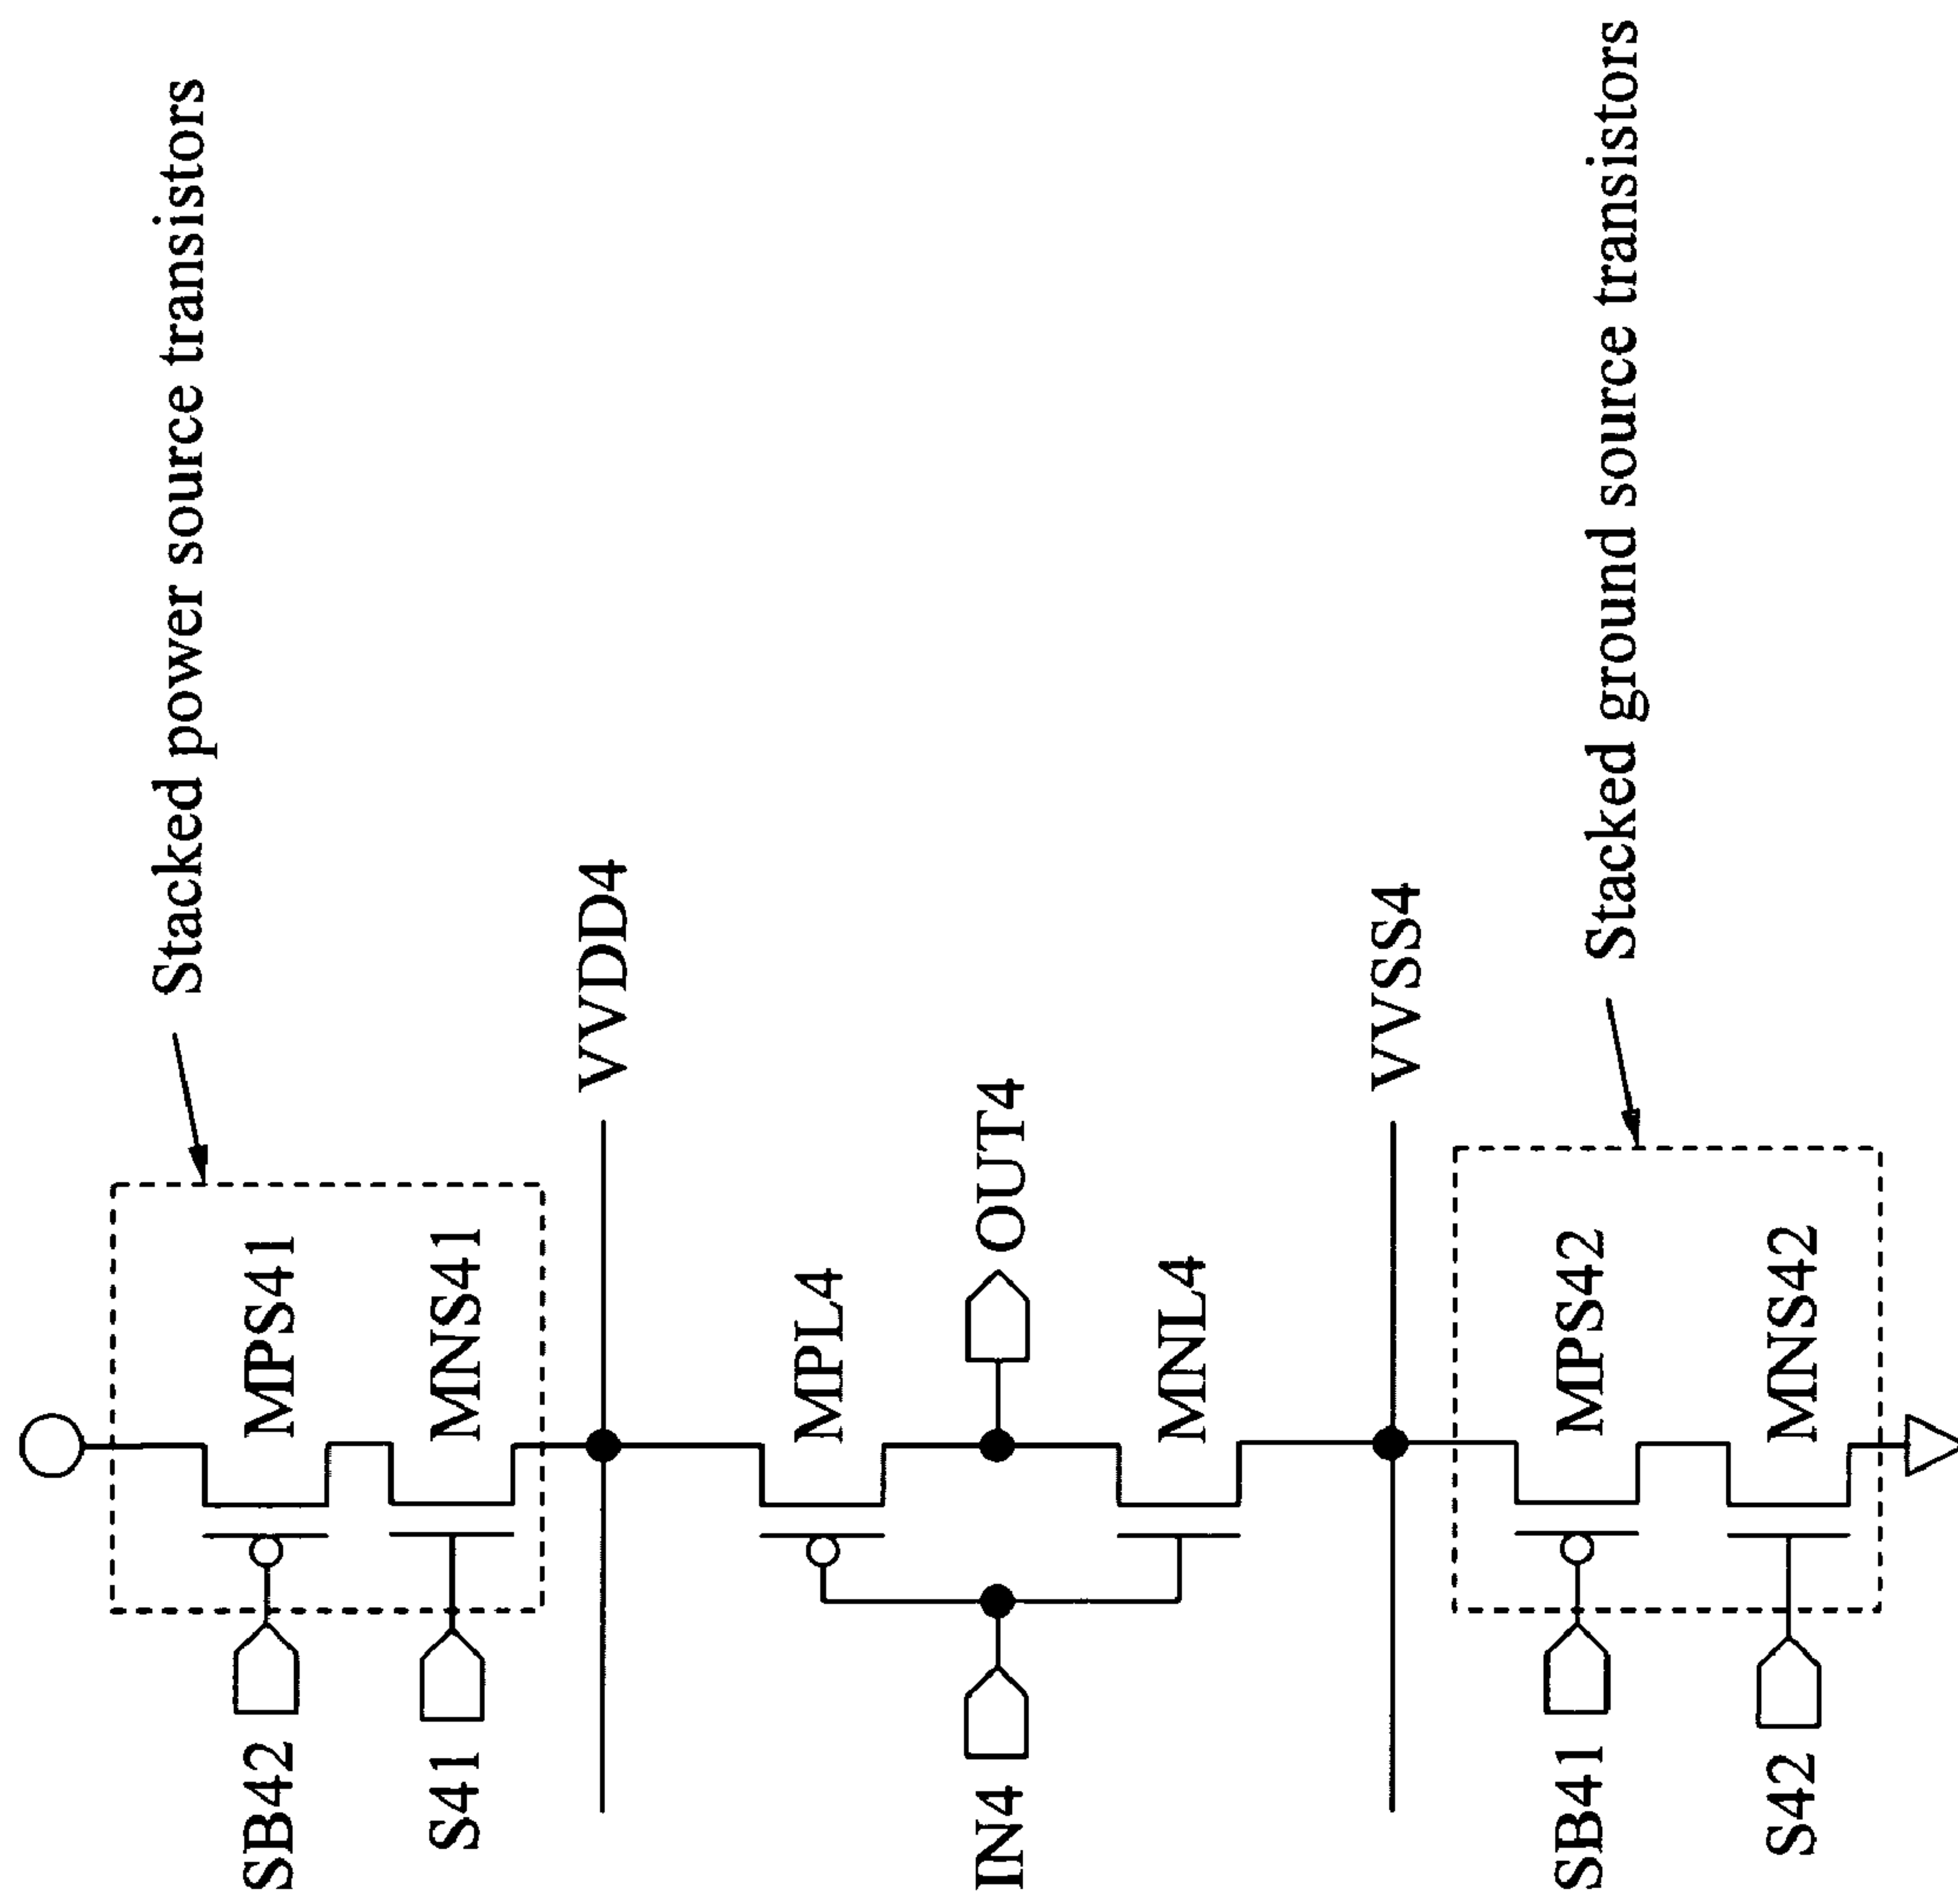 Stacked power source transistors
SB42
MPS41
S41
MNS41
VVDD4
MPL4
IN4
OUT4
MNL4
VVSS4
Stacked ground source transistors
SB41
MPS42
S42
MNS42